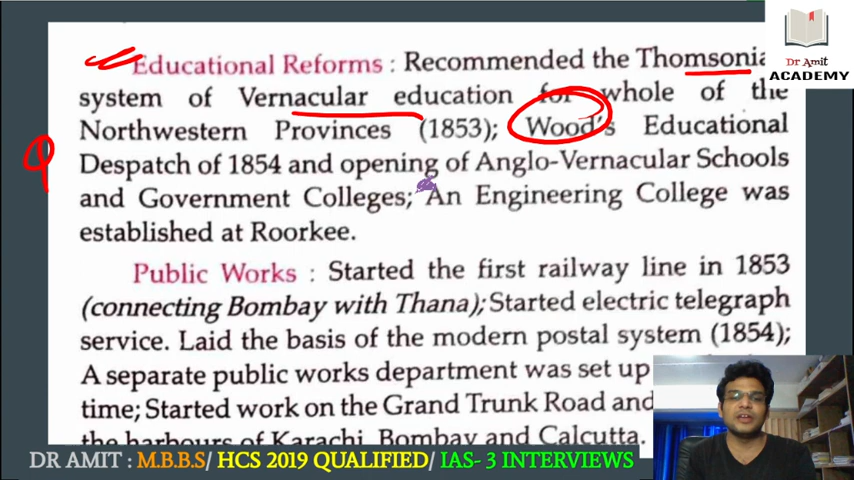 Educational Reforms : Recommended the Thomsonia
system of Vernacular education for whole of the
Northwestern Provinces (1853); Wood's Educational
Despatch of 1854 and opening of Anglo-Vernacular Schools
and Government Colleges; An Engineering College was
established at Roorkee.
Public Works : Started the first railway line in 1853
(connecting Bombay with Thana); Started electric telegraph
service. Laid the basis of the modern postal system (1854);
A separate public works department was set up
time; Started work on the Grand Trunk Road and
the harbours of Karachi, Bombay and Calcutta.
Dr Amit
ACADEMY
DR AMIT : M.B.B.S/ HCS 2019 QUALIFIED/ IAS- 3 INTERVIEWS